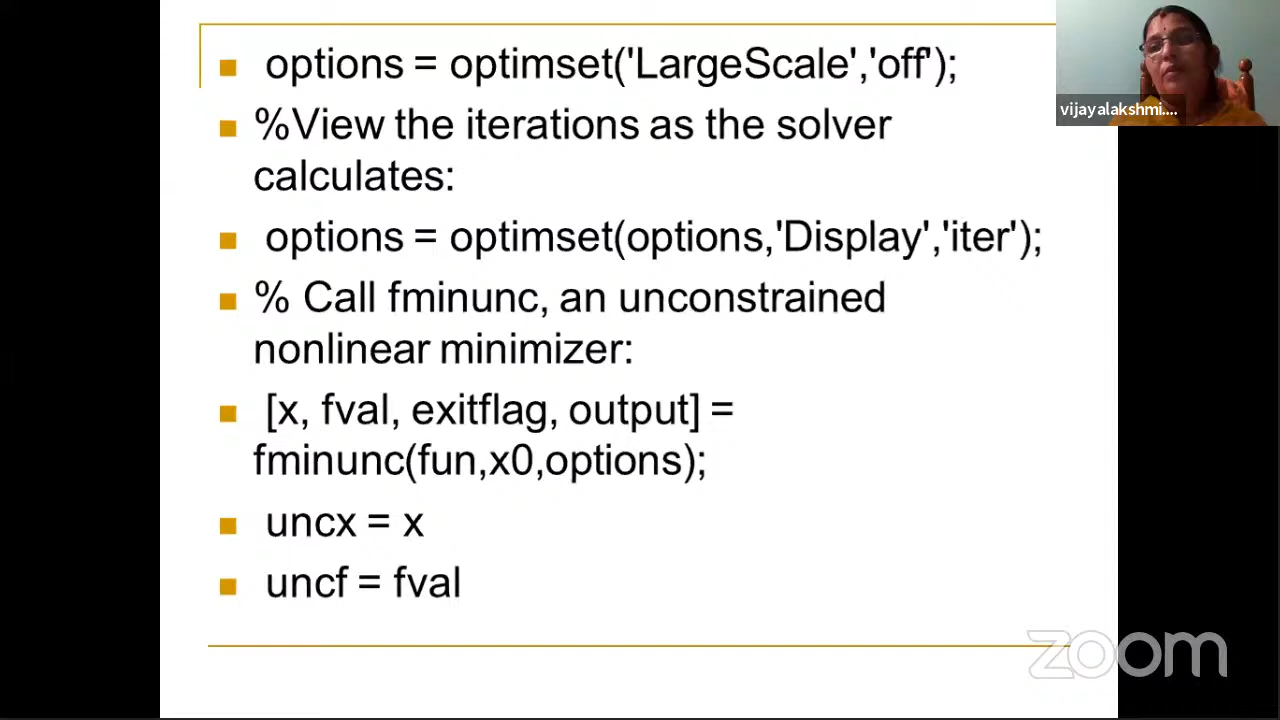 options = optimset('LargeScale','off');
%View the iterations as the solver
calculates:
options = optimset(options,'Display','iter');
% Call fminunc, an unconstrained
nonlinear minimizer:
[x, fval, exitflag, output] =
fminunc(fun,x0,options);
uncx = x
uncf = fval
vijayalakshmi....
zoom